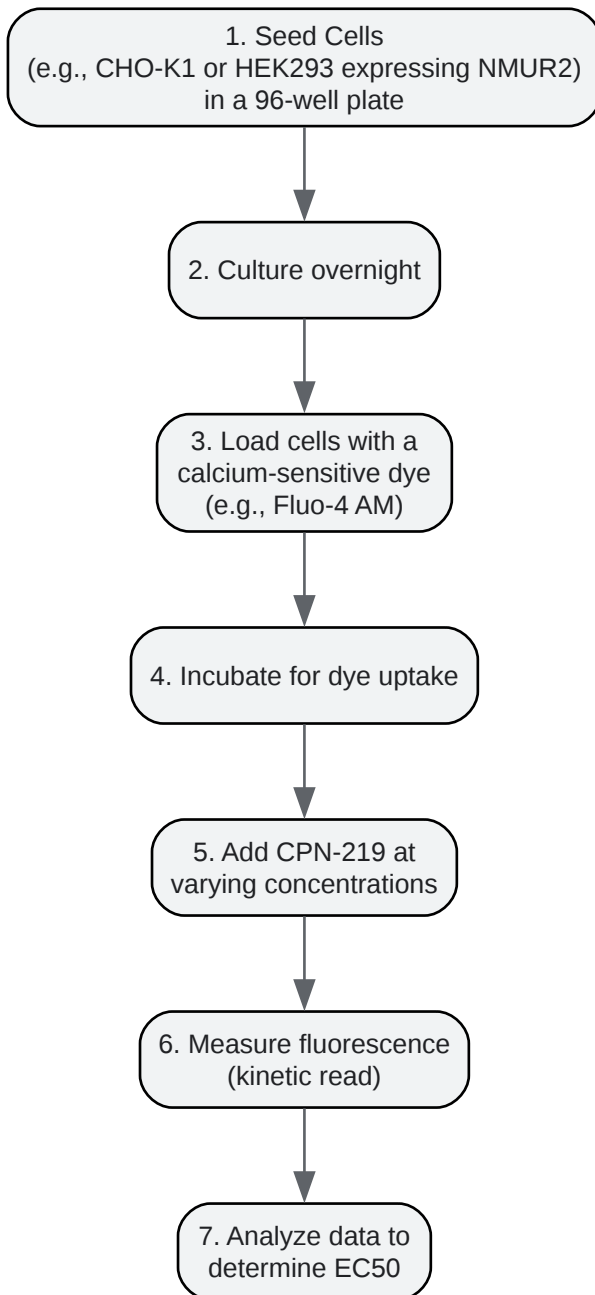 1. Seed Cells
(e.g., CHO-K1 or HEK293 expressing NMUR2)
in a 96-well plate
2. Culture overnight
3. Load cells with a
calcium-sensitive dye
(e.g., Fluo-4 AM)
4. Incubate for dye uptake
5. Add CPN-219 at
varying concentrations
6. Measure fluorescence
(kinetic read)
7. Analyze data to
determine EC50